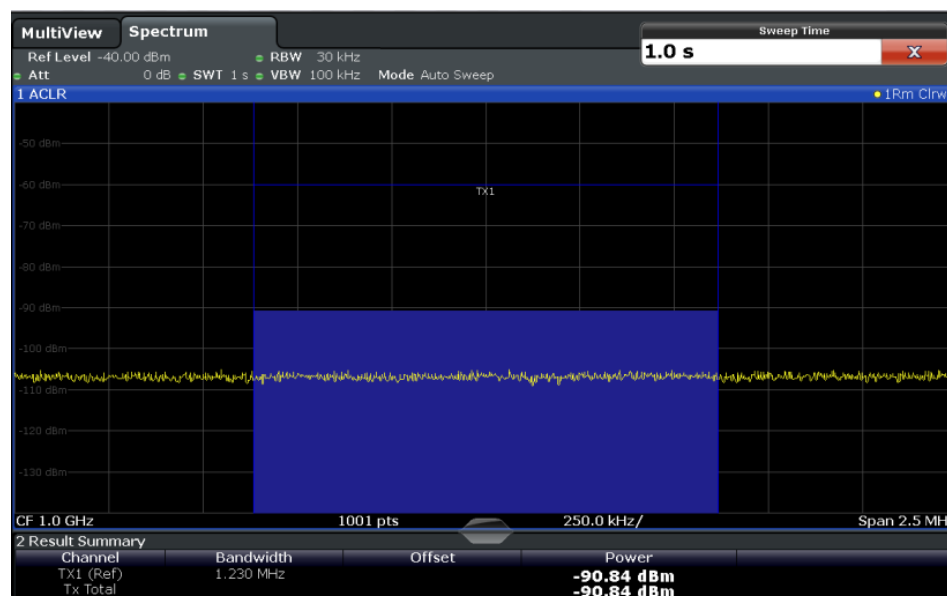 MultiView Spectrum
Sweep Time
1.0 s X
Ref Level -40.00 dBm RBW 30 kHz
Att 0 dB SWT 1 s VBW 100 kHz Mode Auto Sweep
1 ACLR 1Rm Clrw
-50 dBm
-60 dBm
TX1
-70 dBm
-80 dBm
-90 dBm
-100 dBm
-110 dBm
-120 dBm
-130 dBm
CF 1.0 GHz 1001 pts 250.0 kHz/ Span 2.5 MH
2 Result Summary
Channel Bandwidth Offset Power
TX1 (Ref) 1.230 MHz -90.84 dBm
Tx Total -90.84 dBm